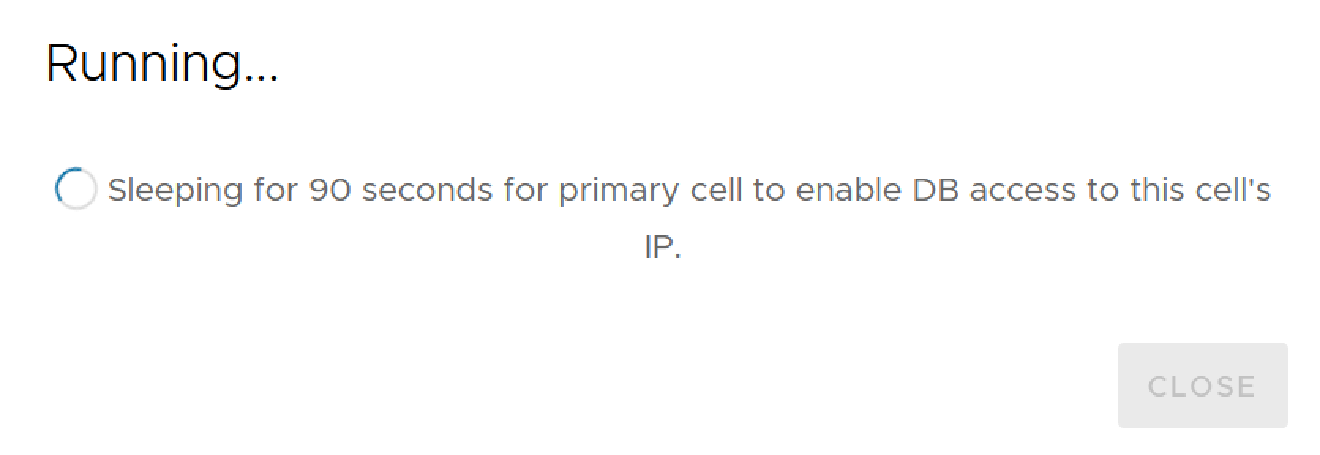 Running...
Sleeping for 90 seconds for primary cell to enable DB access to this cell's
IP.
CLOSE